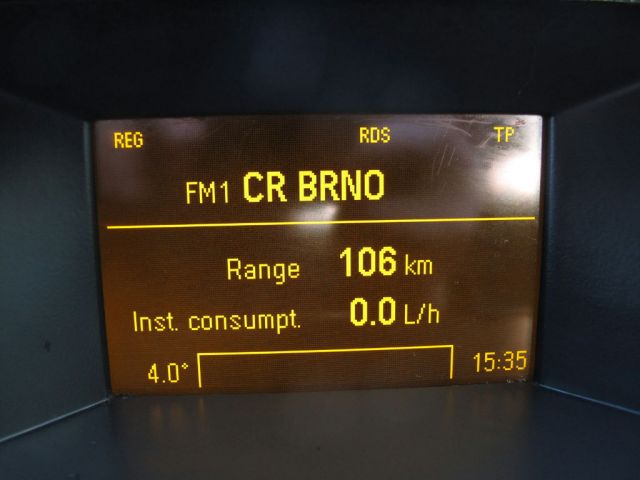 REG RDS TP
FM1 CR BRNO
Range 106 km
Inst. consumpt. 0.0 L/h
4.0° 15:35